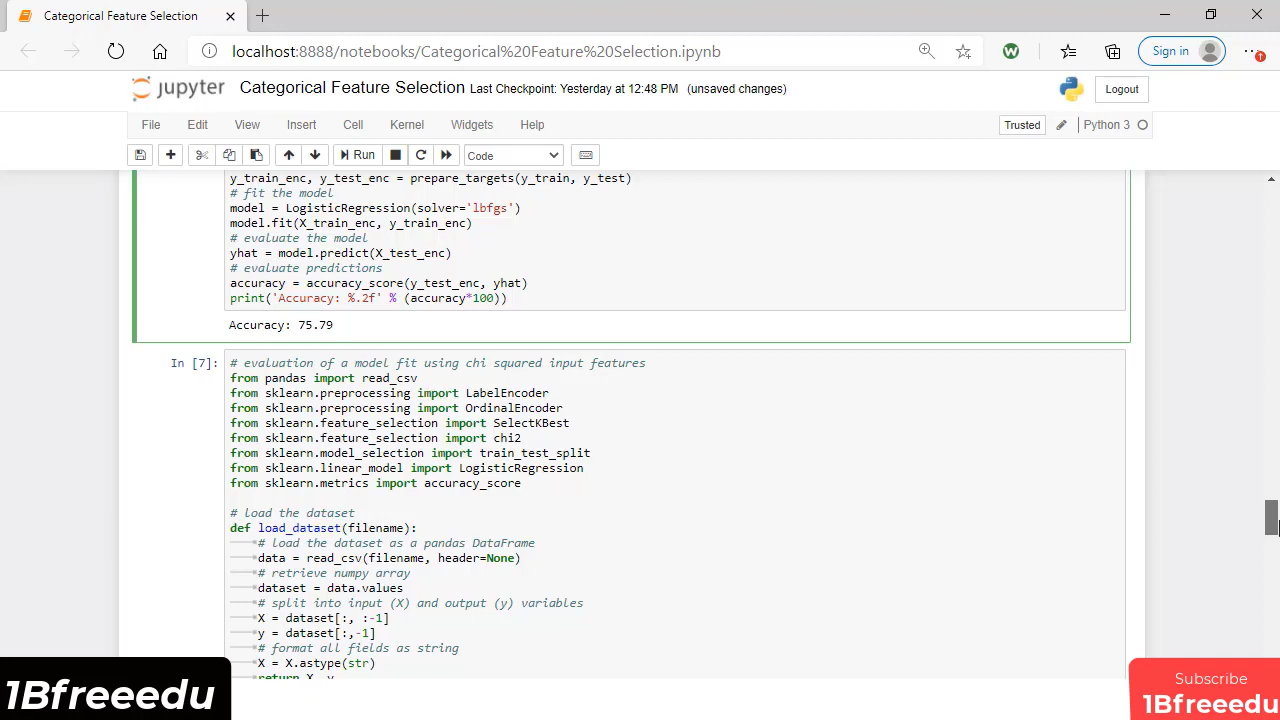 Categorical Feature Selection
localhost:8888/notebooks/Categorical%20Feature%20Selection.ipynb
W
Sign in
jupyter Categorical Feature Selection Last Checkpoint: Yesterday at 12:48 PM (unsaved changes)
Logout
File Edit View Insert Cell Kernel Widgets Help
Trusted
Python 3
Run
Code
y_train_enc, y_test_enc = prepare_targets(y_train, y_test)
# fit the model
model = LogisticRegression(solver='lbfgs')
model.fit(X_train_enc, y_train_enc)
# evaluate the model
yhat = model.predict(X_test_enc)
# evaluate predictions
accuracy = accuracy_score(y_test_enc, yhat)
print('Accuracy: %.2f' % (accuracy*100))
Accuracy: 75.79
In [7]:
# evaluation of a model fit using chi squared input features
from pandas import read_csv
from sklearn.preprocessing import LabelEncoder
from sklearn.preprocessing import OrdinalEncoder
from sklearn.feature_selection import SelectKBest
from sklearn.feature_selection import chi2
from sklearn.model_selection import train_test_split
from sklearn.linear_model import LogisticRegression
from sklearn.metrics import accuracy_score
# load the dataset
def load_dataset(filename):
# load the dataset as a pandas DataFrame
data = read_csv(filename, header=None)
# retrieve numpy array
dataset = data.values
# split into input (X) and output (y) variables
X = dataset[:, :-1]
y = dataset[:,-1]
# format all fields as string
X = X.astype(str)
return X, y
1Bfreeedu
Subscribe
1Bfreeedu